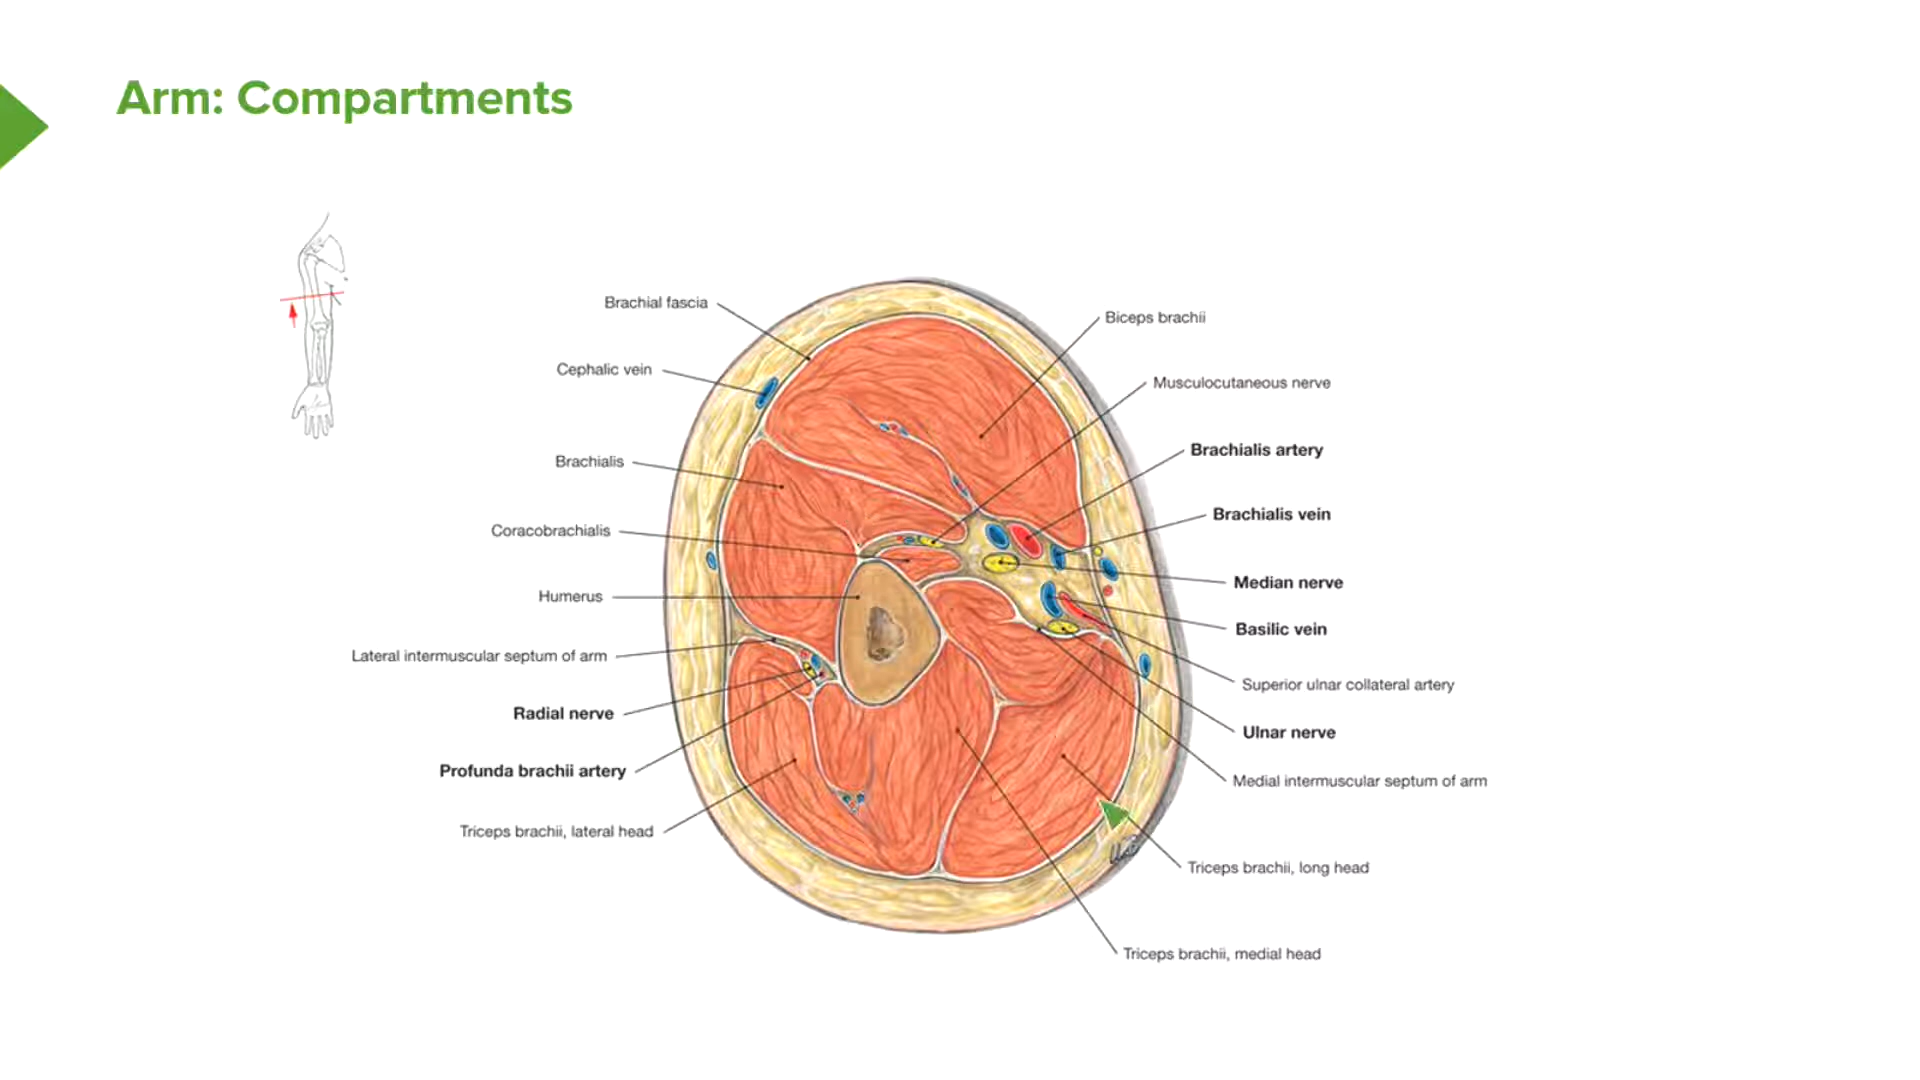 Arm: Compartments
Brachial fascia
Biceps brachii
Cephalic vein
Musculocutaneous nerve
Brachialis artery
Brachialis
Brachialis vein
Coracobrachialis
Median nerve
Humerus
Basilic vein
Lateral intermuscular septum of arm
Superior ulnar collateral artery
Radial nerve
Ulnar nerve
Profunda brachii artery
Medial intermuscular septum of arm
Triceps brachii, lateral head
Triceps brachii, long head
Triceps brachii, medial head